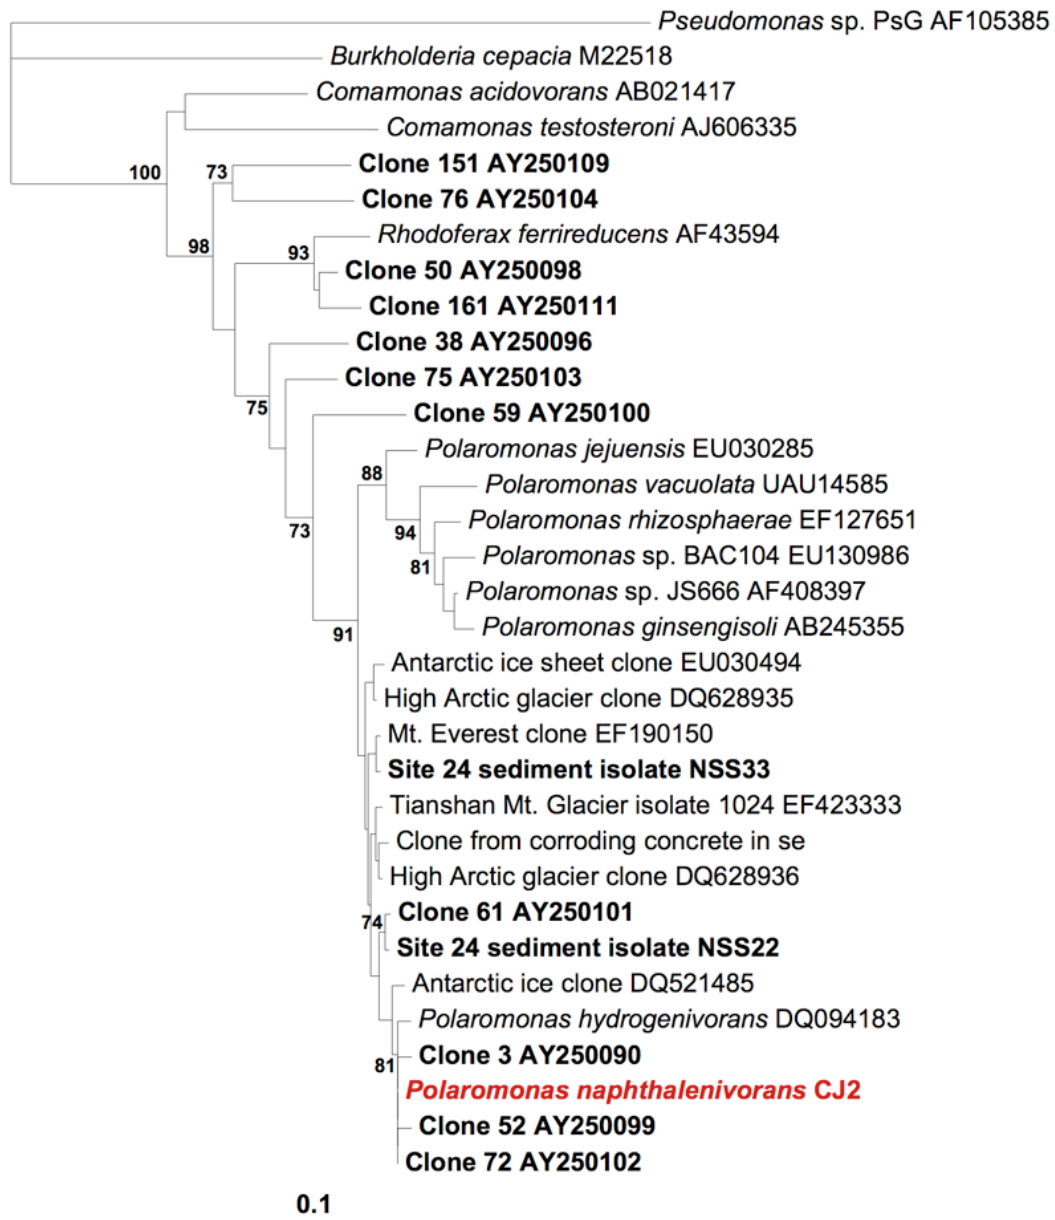 Pseudomonas sp. PsG AF105385
Burkholderia cepacia M22518
Comamonas acidovorans AB021417
Comamonas testosteroni AJ606335
100
73
Clone 151 AY250109
Clone 76 AY250104
98
Rhodoferax ferrireducens AF43594
93
Clone 50 AY250098
Clone 161 AY250111
Clone 38 AY250096
Clone 75 AY250103
75
Clone 59 AY250100
Polaromonas jejuensis EU030285
88
Polaromonas vacuolata UAU14585
Polaromonas rhizosphaerae EF127651
73
94
Polaromonas sp. BAC104 EU130986
81
Polaromonas sp. JS666 AF408397
Polaromonas ginsengisoli AB245355
91
Antarctic ice sheet clone EU030494
High Arctic glacier clone DQ628935
Mt. Everest clone EF190150
Site 24 sediment isolate NSS33
Tianshan Mt. Glacier isolate 1024 EF423333
Clone from corroding concrete in se
High Arctic glacier clone DQ628936
Clone 61 AY250101
74
Site 24 sediment isolate NSS22
Antarctic ice clone DQ521485
Polaromonas hydrogenivorans DQ094183
Clone 3 AY250090
81
Polaromonas naphthalenivorans CJ2
Clone 52 AY250099
Clone 72 AY250102
0.1